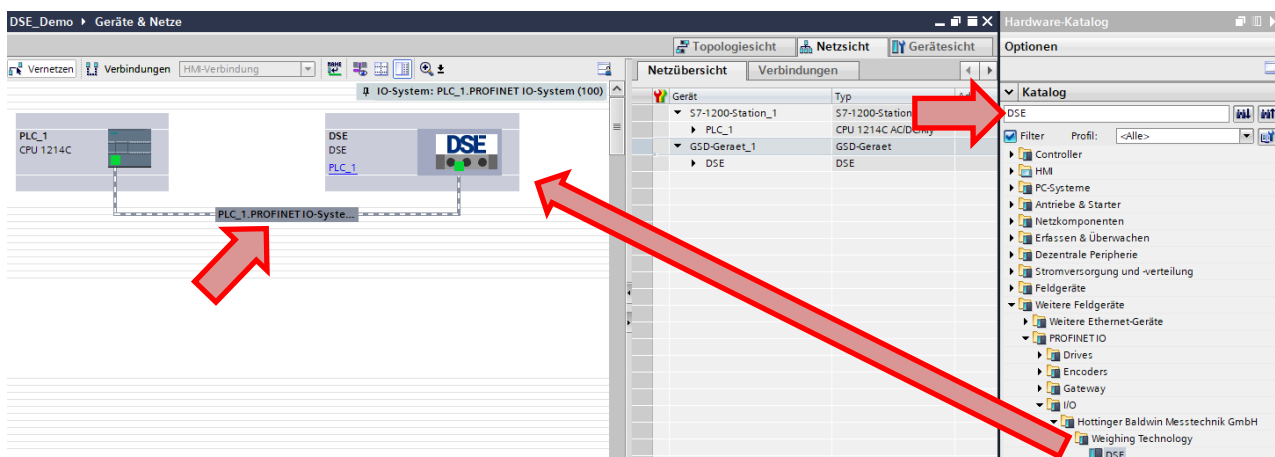 DSE_Demo ▸ Geräte & Netze
Topologiesicht Netzsicht Gerätesicht
Vernetzen Verbindungen HMI-Verbindung
IO-System: PLC_1.PROFINET IO-System (100)
PLC_1
CPU 1214C
DSE
DSE
PLC_1
DSE
PLC_1.PROFINET IO-Syste...
Netzübersicht Verbindungen
Gerät Typ
S7-1200-Station_1 S7-1200-Station
PLC_1 CPU 1214C AC/DC/Rly
GSD-Geraet_1 GSD-Geraet
DSE DSE
Hardware-Katalog
Optionen
Katalog
DSE
Filter Profil: <Alle>
Controller
HMI
PC-Systeme
Antriebe & Starter
Netzkomponenten
Erfassen & Überwachen
Dezentrale Peripherie
Stromversorgung und -verteilung
Feldgeräte
Weitere Feldgeräte
Weitere Ethernet-Geräte
PROFINET IO
Drives
Encoders
Gateway
I/O
Hottinger Baldwin Messtechnik GmbH
Weighing Technology
DSE